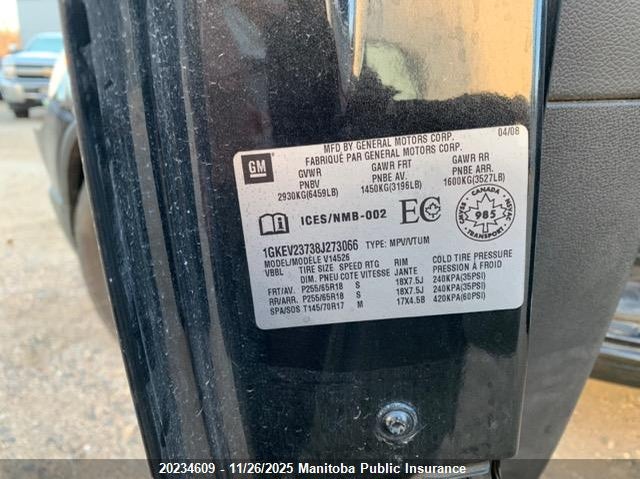 MFD BY GENERAL MOTORS CORP. 04/08
FABRIQUÉ PAR GENERAL MOTORS CORP.
GM
GVWR GAWR FRT GAWR RR
PNBV PNBE AV. PNBE ARR.
2930KG(6459LB) 1450KG(3196LB) 1600KG(3527LB)
ICES/NMB-002 EC
CANADA
985
TRANSPORT
1GKEV23738J273066 TYPE: MPV/VTUM
MODEL/MODÈLE V14526
VBBL TIRE SIZE SPEED RTG RIM COLD TIRE PRESSURE
DIM. PNEU COTE VITESSE JANTE PRESSION À FROID
FRT/AV. P255/65R18 S 18X7.5J 240KPA(35PSI)
RR/ARR. P255/65R18 S 18X7.5J 240KPA(35PSI)
SPA/SOS T145/70R17 M 17X4.5B 420KPA(60PSI)
20234609 - 11/26/2025 Manitoba Public Insurance